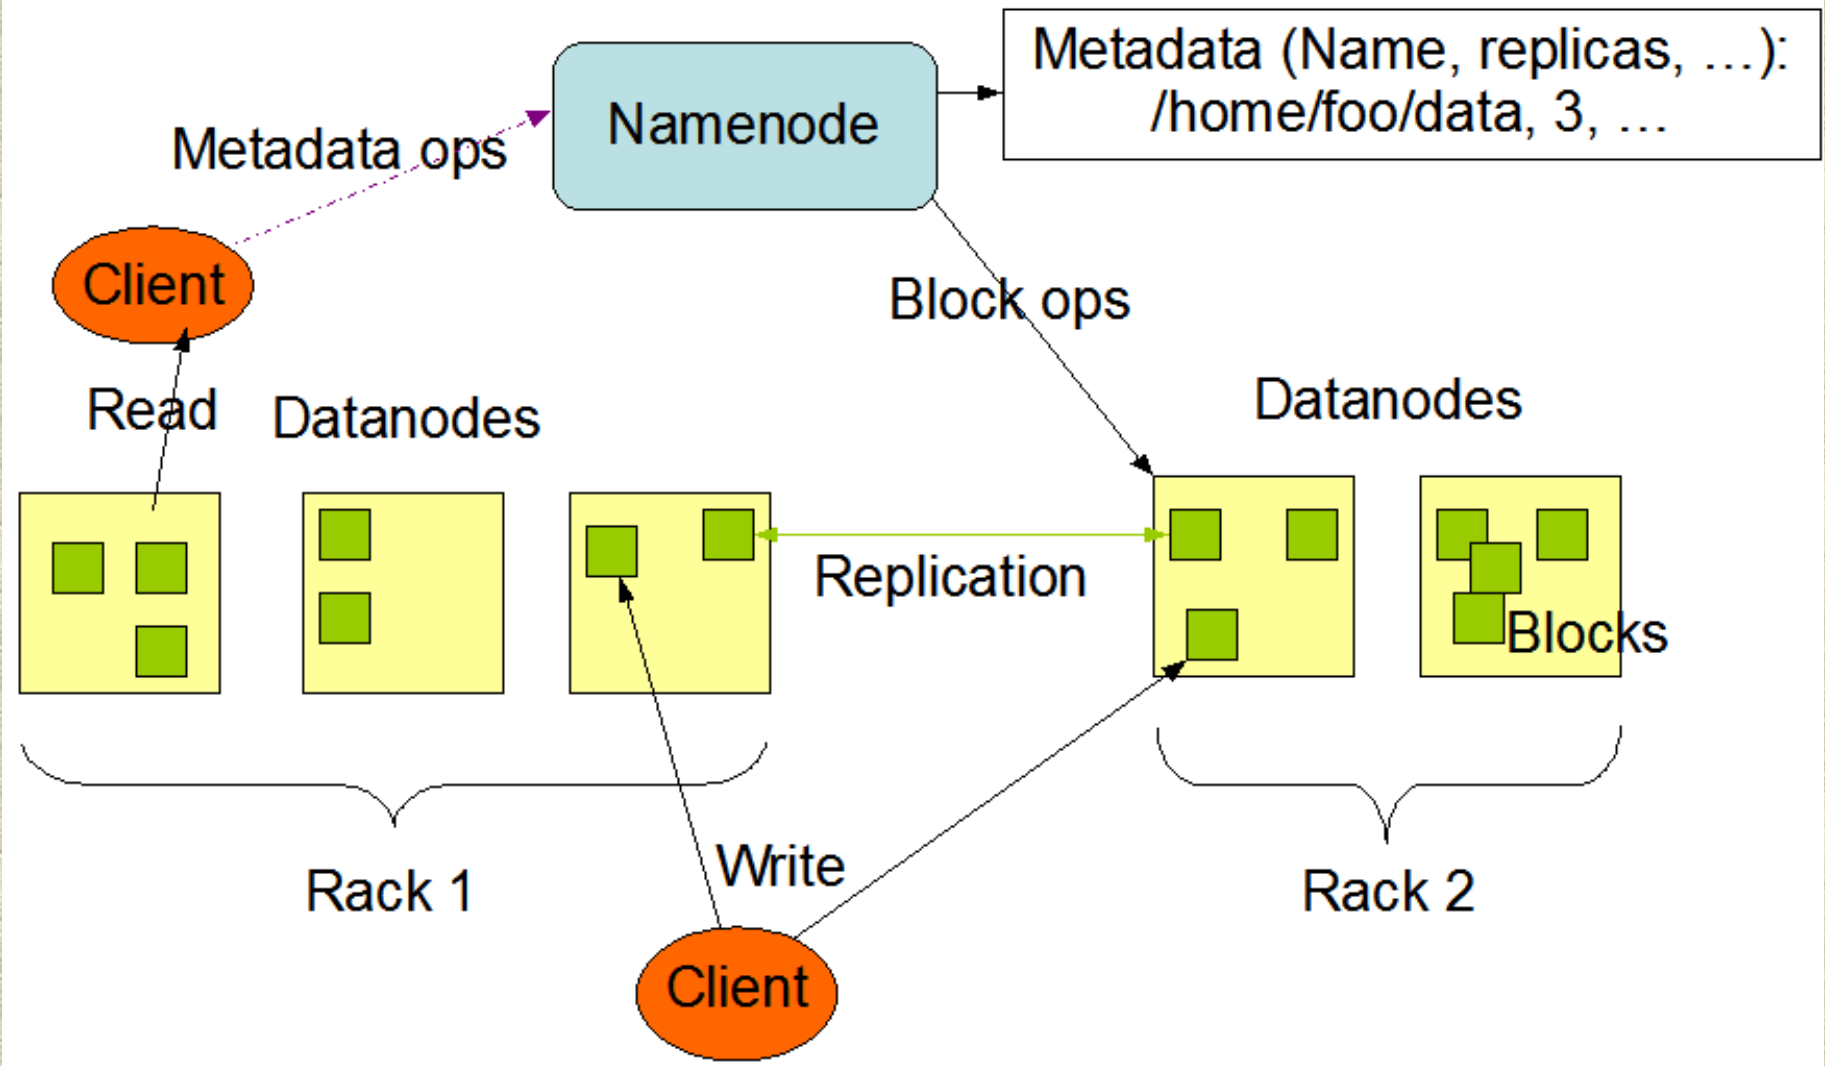 Metadata (Name, replicas, …):
/home/foo/data, 3, …
Namenode
Metadata ops
Client
Block ops
Read
Datanodes
Datanodes
Replication
Blocks
Rack 1
Write
Rack 2
Client